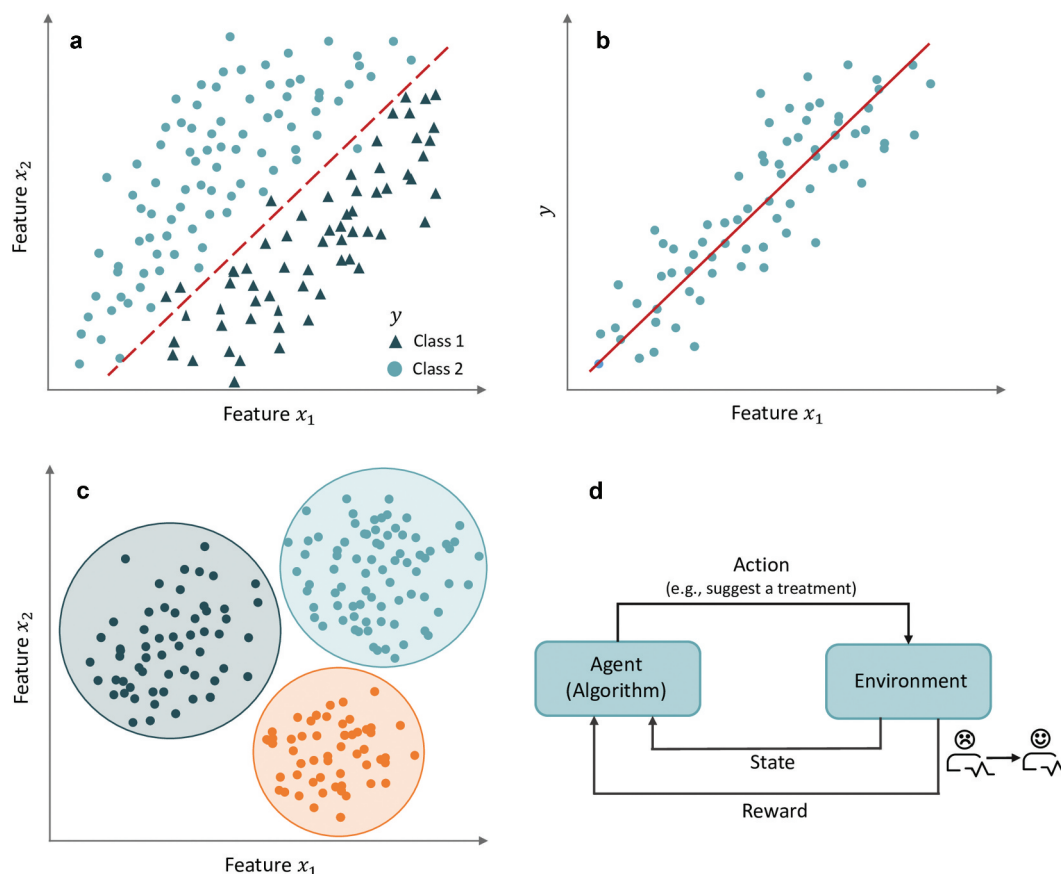 a
Feature x₂
y
Class 1
Class 2
Feature x₁
b
y
Feature x₁
c
Feature x₂
Feature x₁
d
Action
(e.g., suggest a treatment)
Agent
(Algorithm)
Environment
State
Reward